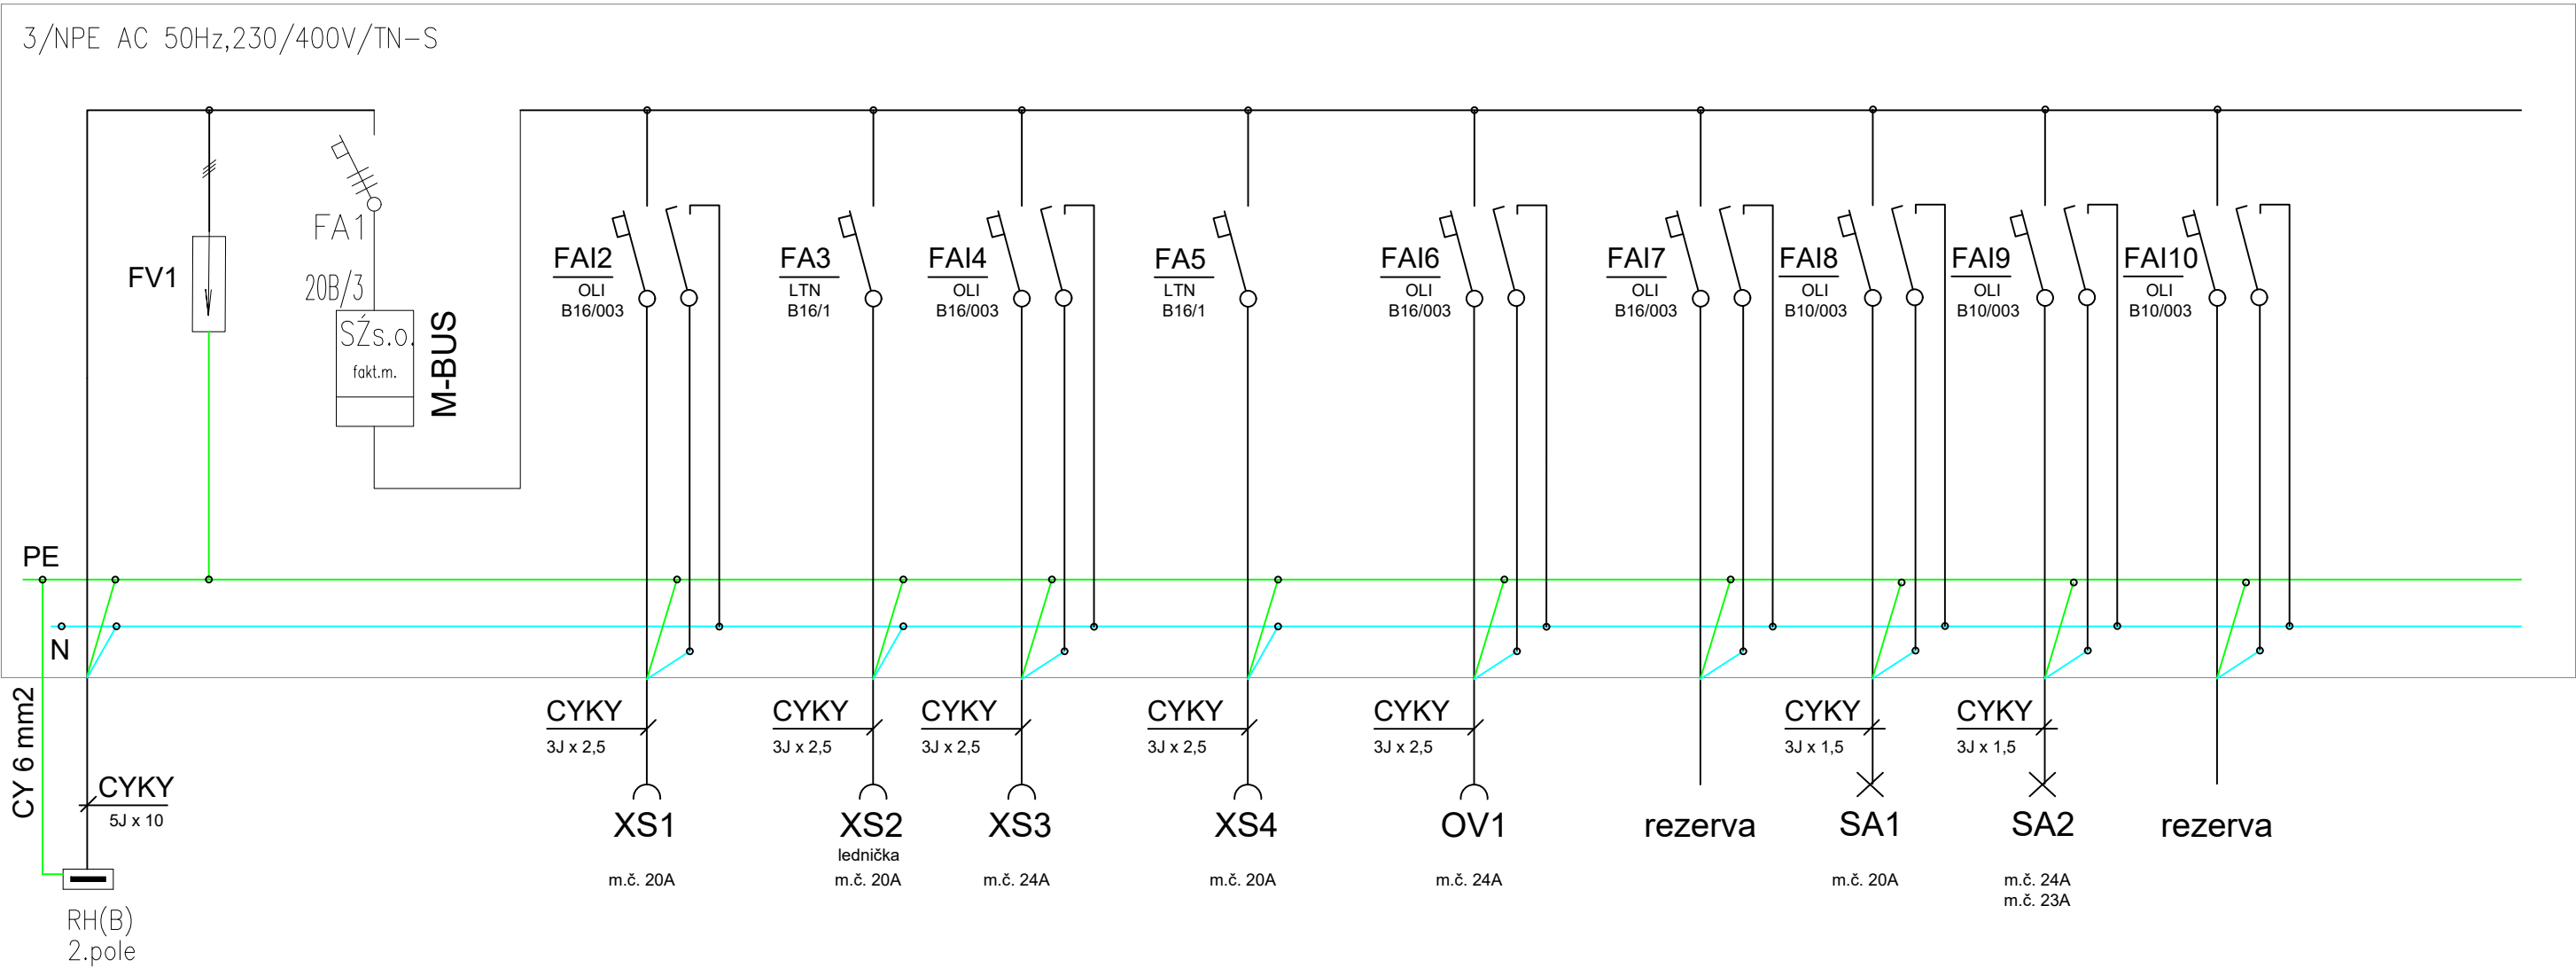 3/NPE AC 50Hz,230/400V/TN-S
FV1
FA1
20B/3
SŹs.o.
fakt.m.
M-BUS
FAI2
OLI
B16/003
FA3
LTN
B16/1
FAI4
OLI
B16/003
FA5
LTN
B16/1
FAI6
OLI
B16/003
FAI7
OLI
B16/003
FAI8
OLI
B10/003
FAI9
OLI
B10/003
FAI10
OLI
B10/003
PE
N
CY 6 mm2
CYKY
5J x 10
RH(B)
2.pole
CYKY
3J x 2,5
XS1
m.č. 20A
CYKY
3J x 2,5
XS2
lednička
m.č. 20A
CYKY
3J x 2,5
XS3
m.č. 24A
CYKY
3J x 2,5
XS4
m.č. 20A
CYKY
3J x 2,5
OV1
m.č. 24A
rezerva
CYKY
3J x 1,5
SA1
m.č. 20A
CYKY
3J x 1,5
SA2
m.č. 24A
m.č. 23A
rezerva